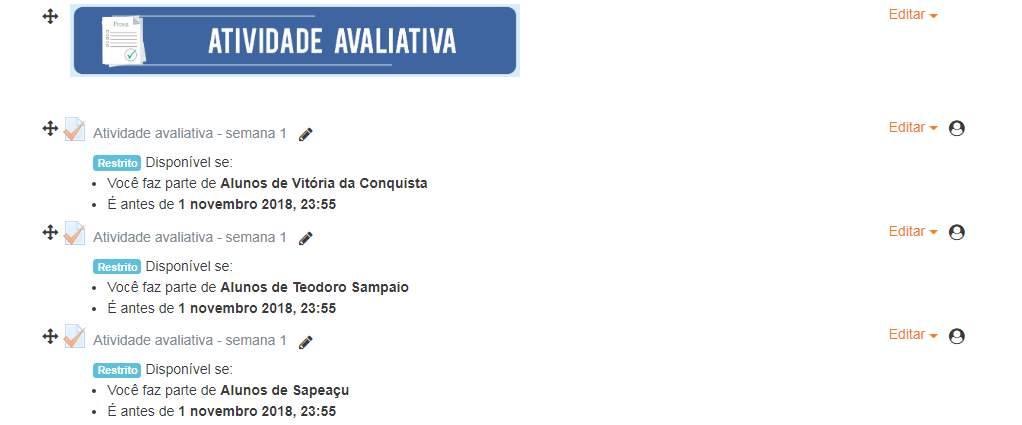 Editar
Prova
ATIVIDADE AVALIATIVA
Atividade avaliativa - semana 1
Editar
Restrito Disponível se:
Você faz parte de Alunos de Vitória da Conquista
É antes de 1 novembro 2018, 23:55
Atividade avaliativa - semana 1
Editar
Restrito Disponível se:
Você faz parte de Alunos de Teodoro Sampaio
É antes de 1 novembro 2018, 23:55
Atividade avaliativa - semana 1
Editar
Restrito Disponível se:
Você faz parte de Alunos de Sapeaçu
É antes de 1 novembro 2018, 23:55